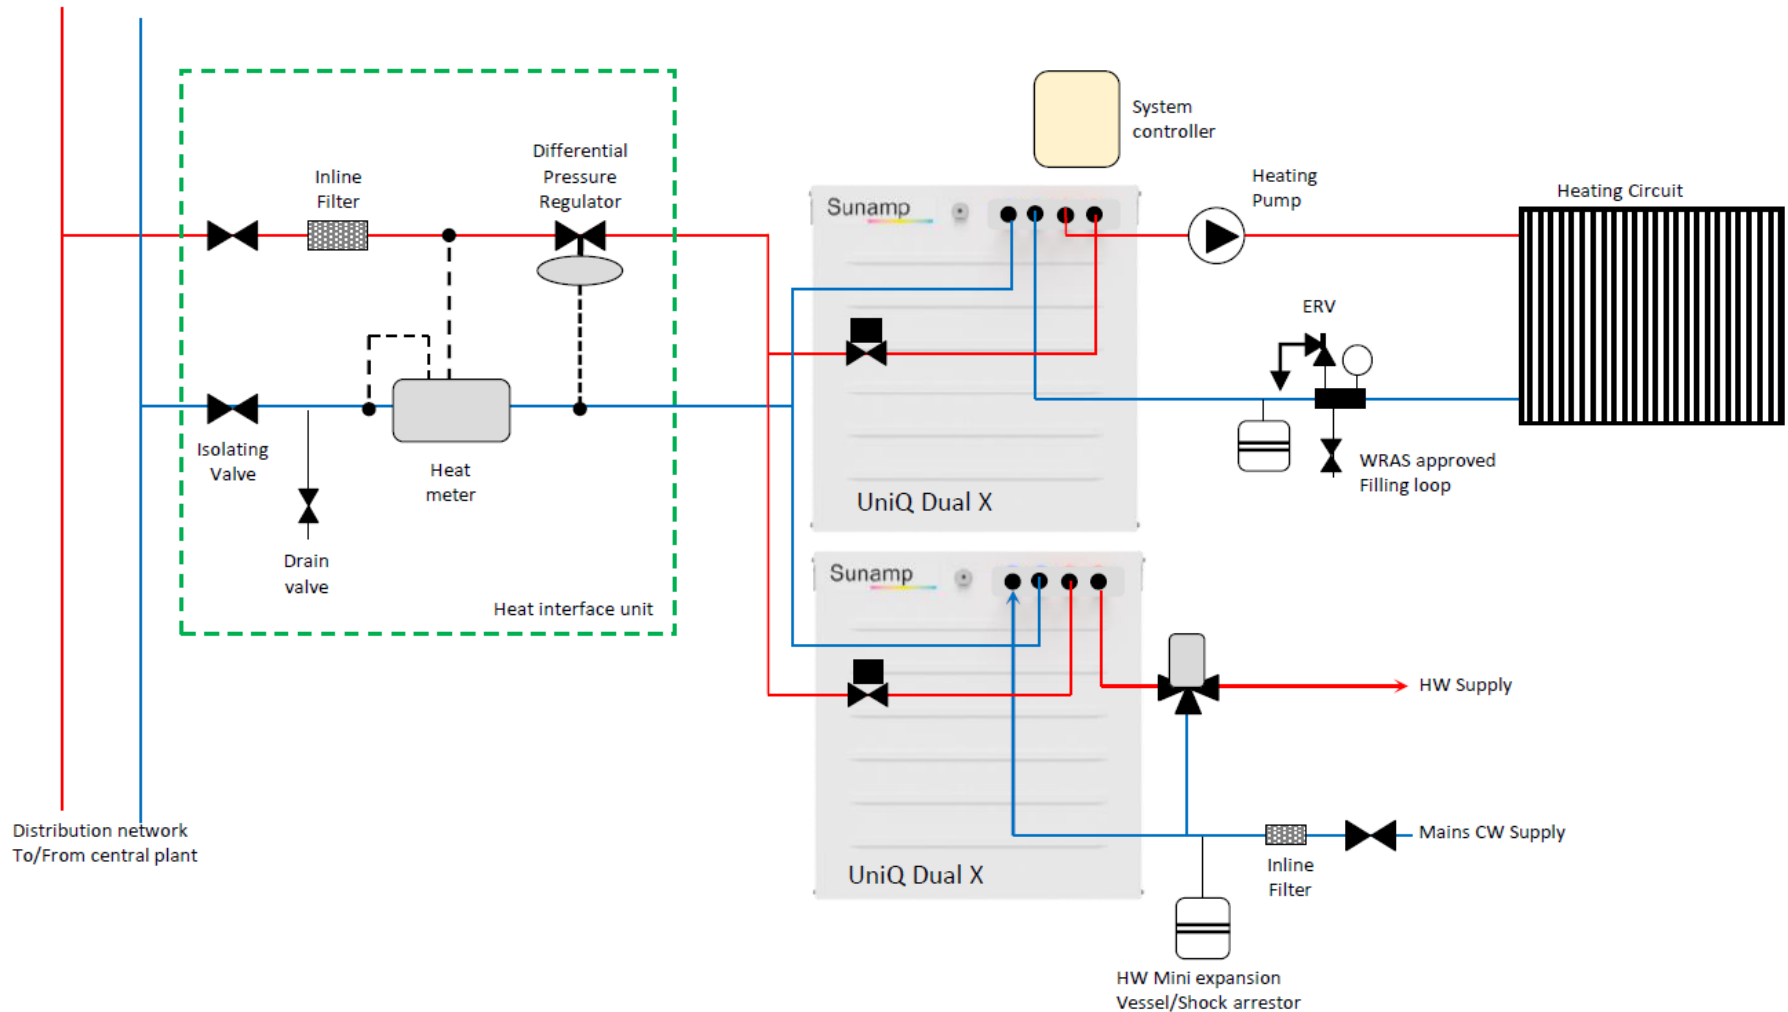 System
controller
Differential
Pressure
Regulator
Inline
Filter
Heating
Pump
Heating Circuit
Sunamp
ERV
Isolating
Valve
Heat
meter
WRAS approved
Filling loop
UniQ Dual X
Drain
valve
Heat interface unit
Sunamp
HW Supply
Distribution network
To/From central plant
Mains CW Supply
Inline
Filter
UniQ Dual X
HW Mini expansion
Vessel/Shock arrestor